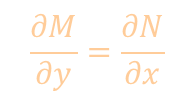 ∂M/∂y = ∂N/∂x